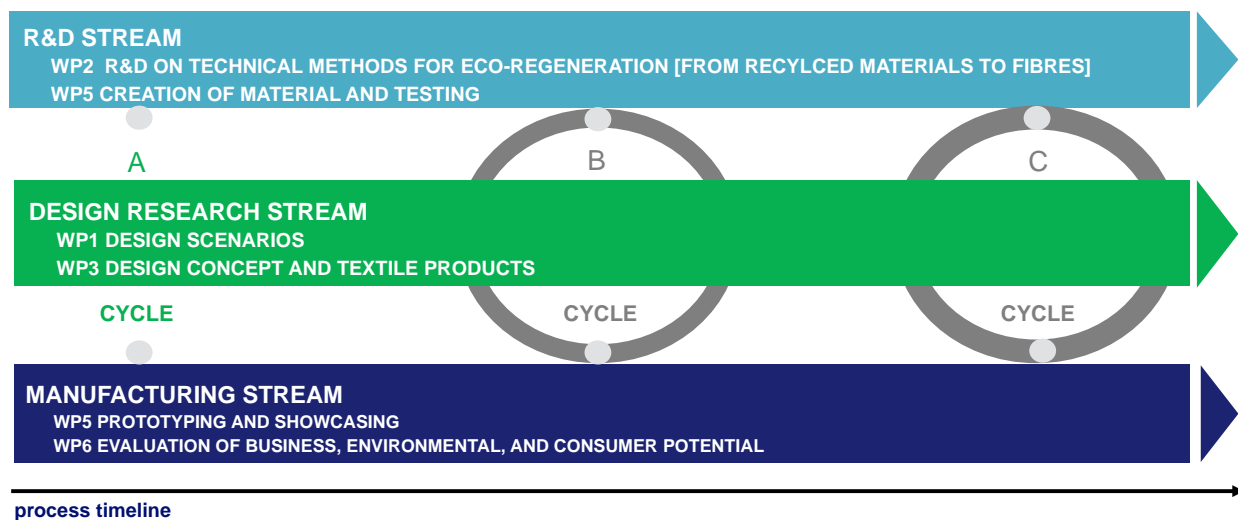 R&D STREAM
WP2 R&D ON TECHNICAL METHODS FOR ECO-REGENERATION [FROM RECYLCED MATERIALS TO FIBRES]
WP5 CREATION OF MATERIAL AND TESTING
A
B
C
DESIGN RESEARCH STREAM
WP1 DESIGN SCENARIOS
WP3 DESIGN CONCEPT AND TEXTILE PRODUCTS
CYCLE
CYCLE
CYCLE
MANUFACTURING STREAM
WP5 PROTOTYPING AND SHOWCASING
WP6 EVALUATION OF BUSINESS, ENVIRONMENTAL, AND CONSUMER POTENTIAL
process timeline